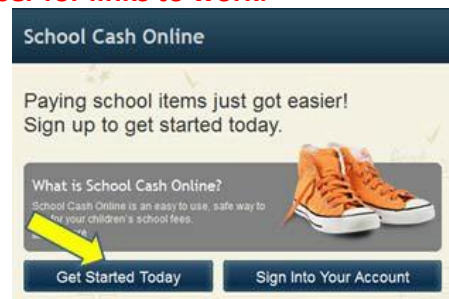 for links to work.
School Cash Online
Paying school items just got easier!
Sign up to get started today.
What is School Cash Online?
School Cash Online is an easy to use, safe way to
for your children's school fees.
Get Started Today
Sign Into Your Account